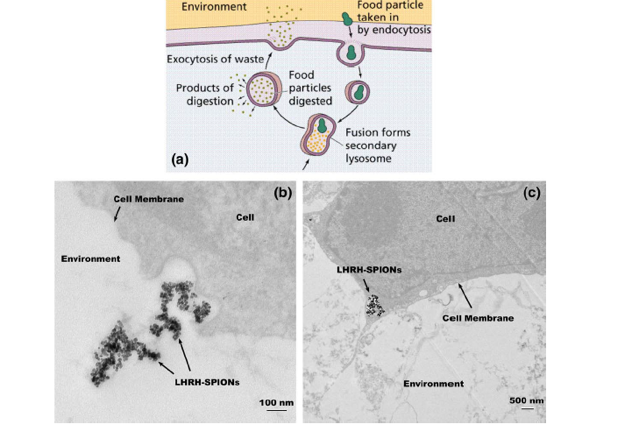 Environment
Food particle
taken in
by endocytosis
Exocytosis of waste
Products of
digestion
Food
particles
digested
Fusion forms
secondary
lysosome
(a)
(b)
Cell Membrane
Cell
Environment
LHRH-SPIONs
100 nm
(c)
Cell
LHRH-SPIONs
Cell Membrane
Environment
500 nm